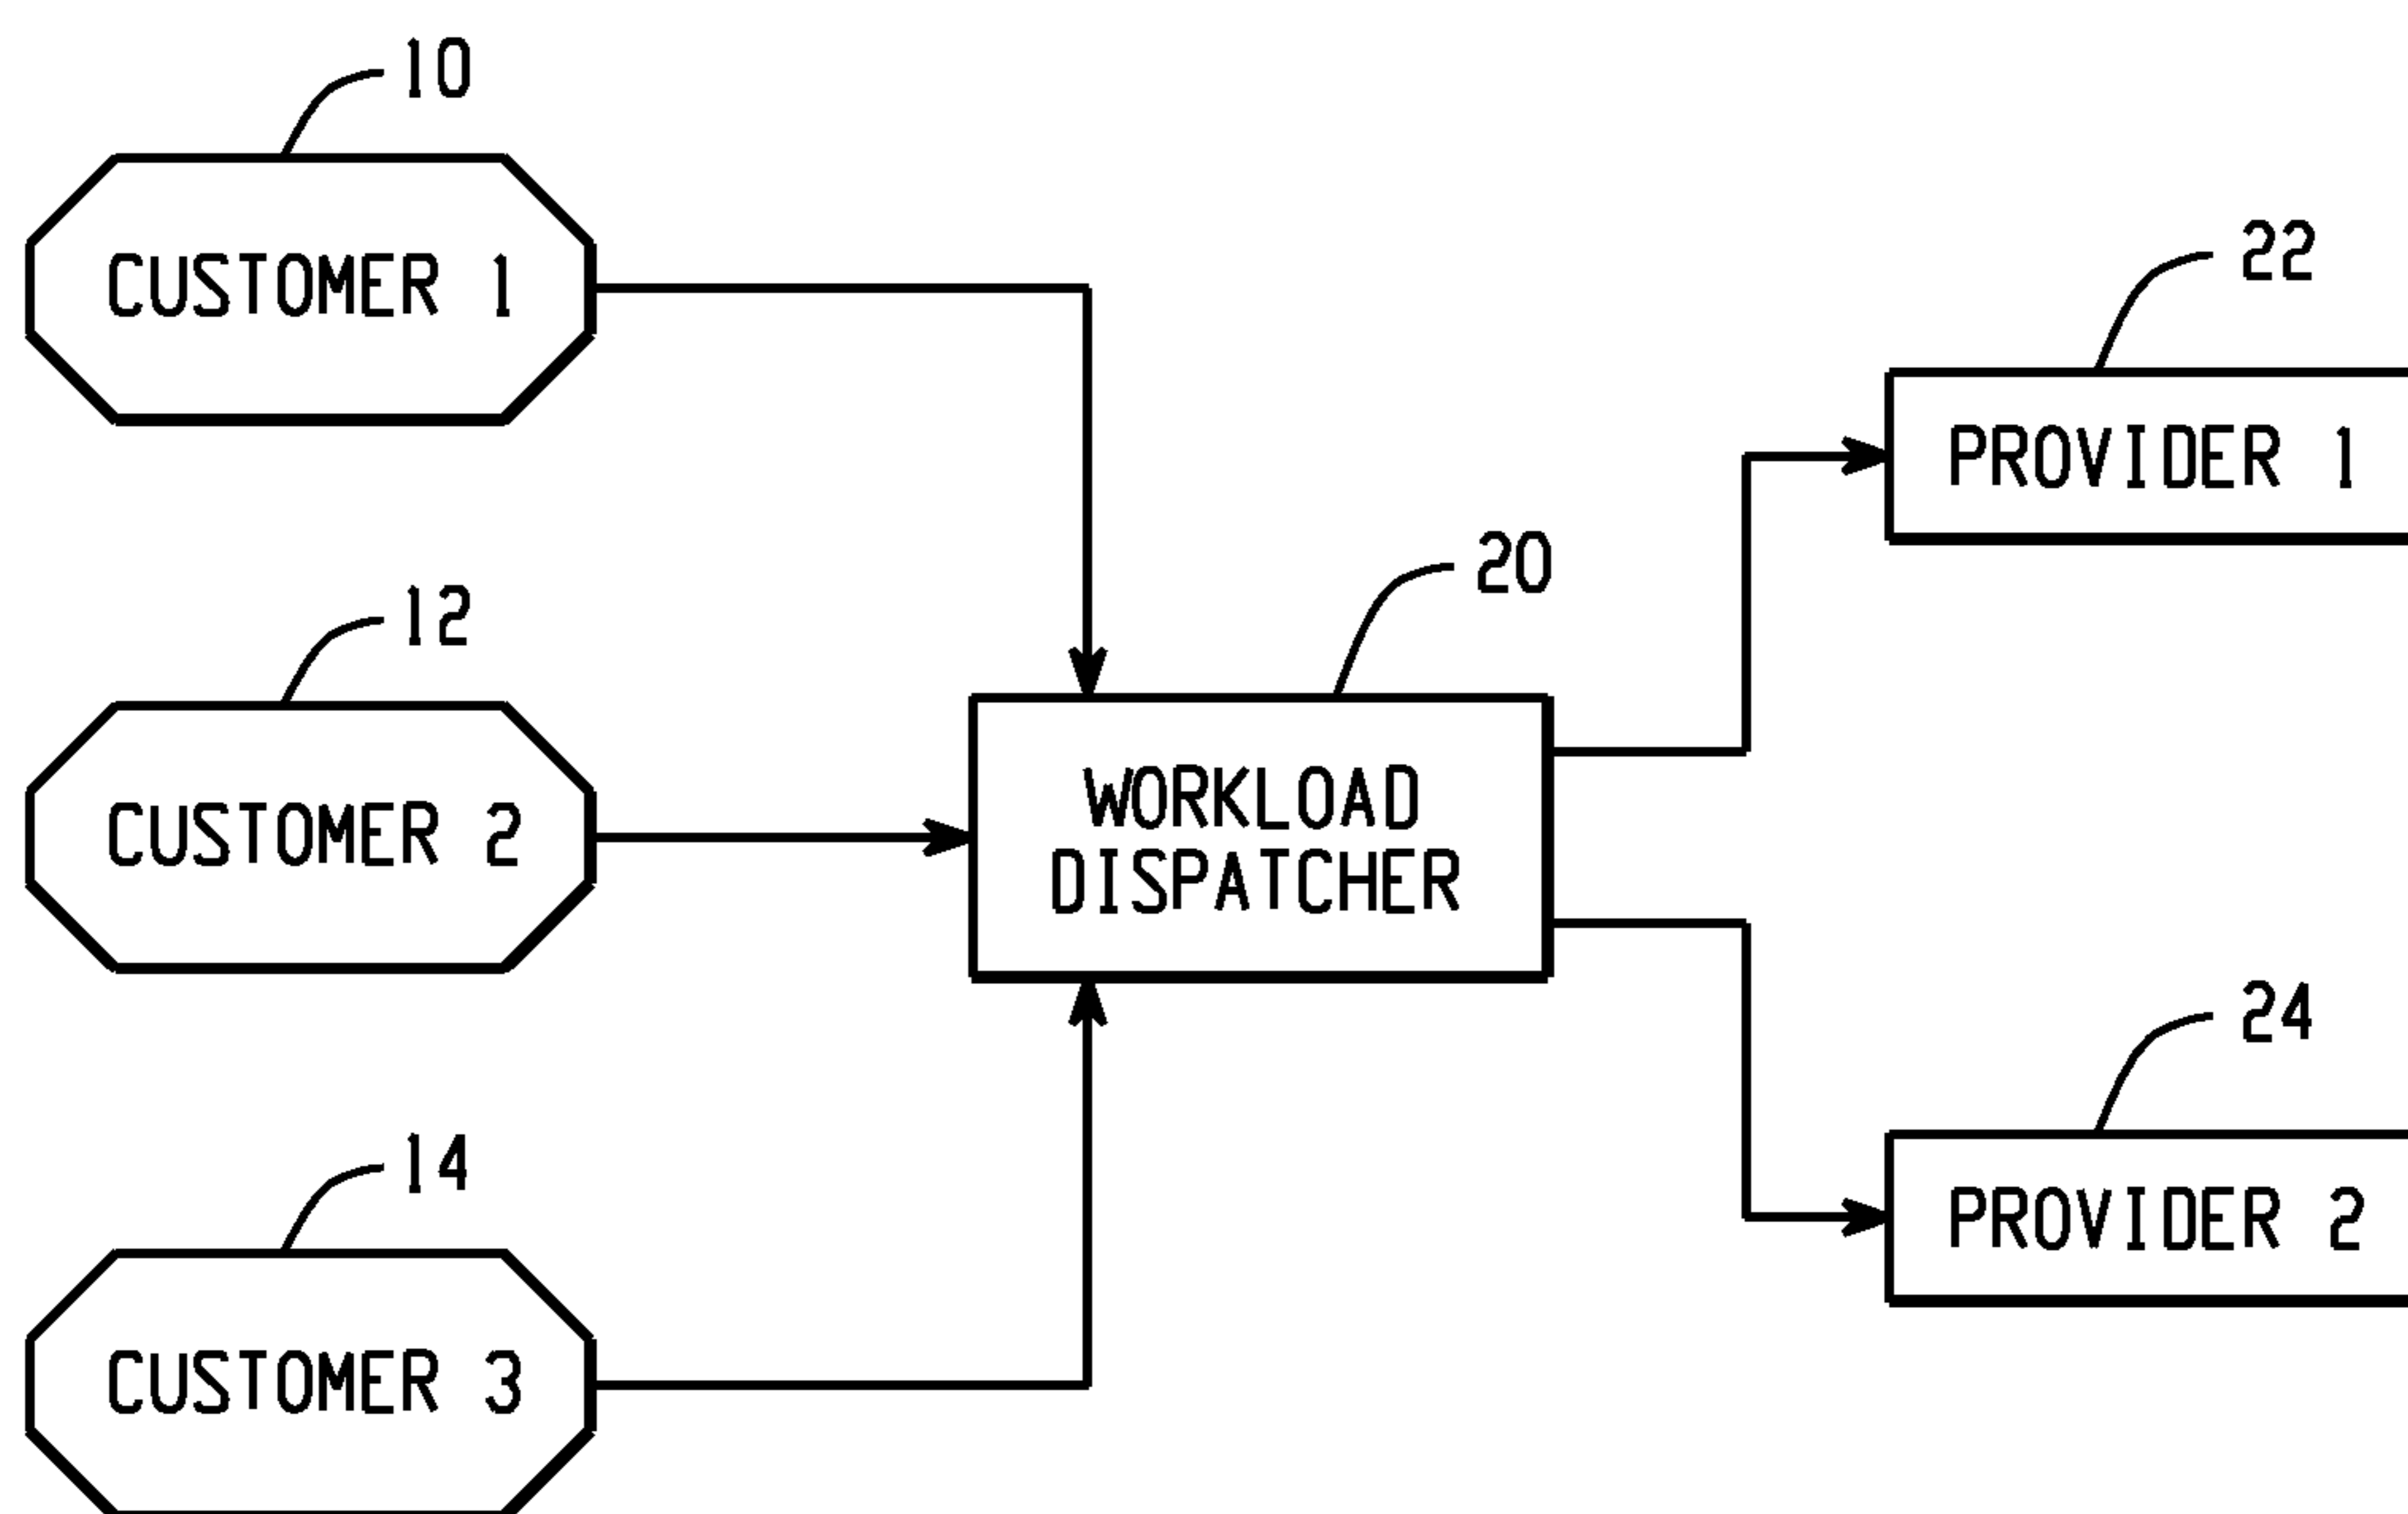 10
CUSTOMER 1
22
PROVIDER 1
20
12
CUSTOMER 2
WORKLOAD
DISPATCHER
24
PROVIDER 2
14
CUSTOMER 3